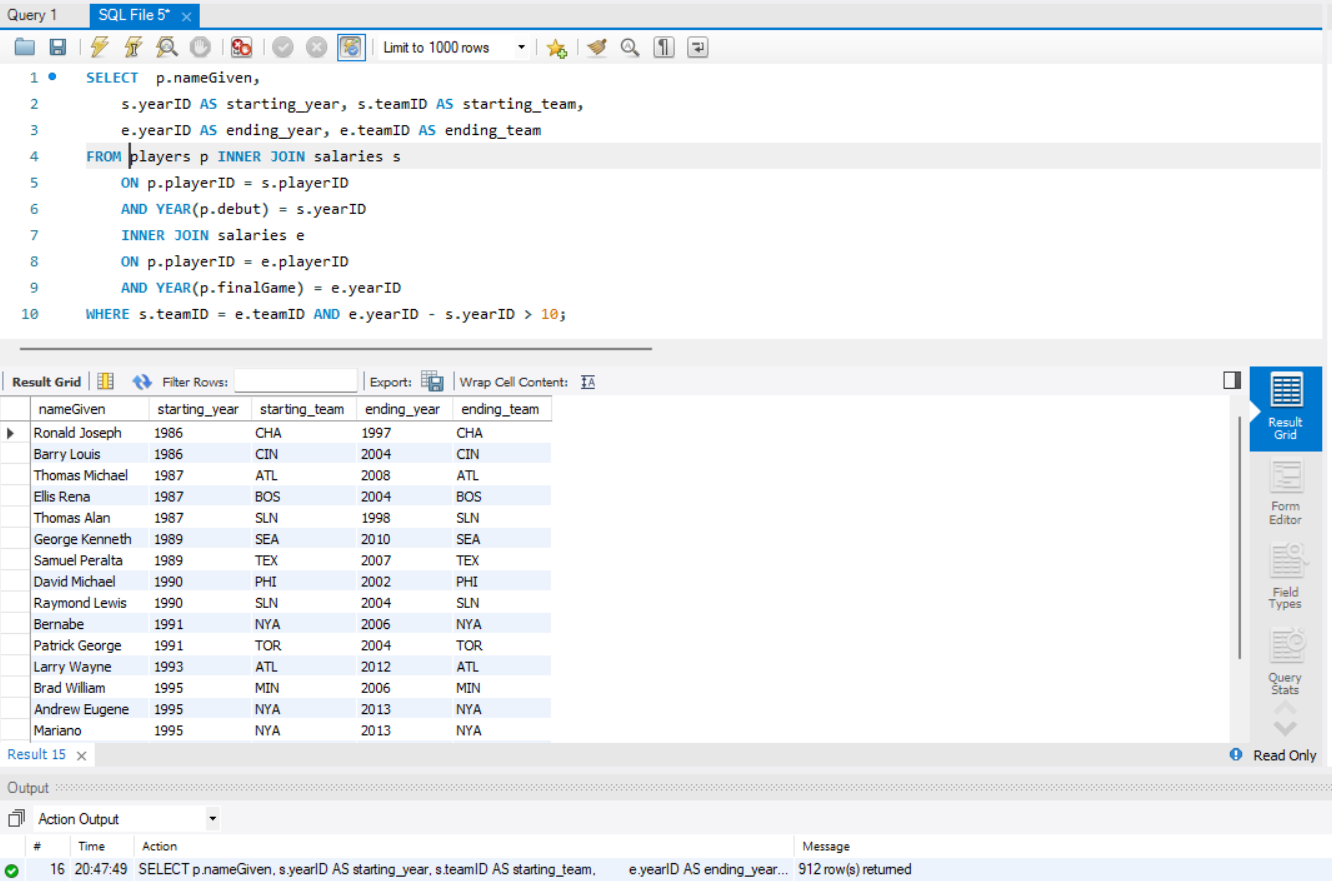 Query 1
SQL File 5*
Limit to 1000 rows
1 SELECT p.nameGiven,
2 s.yearID AS starting_year, s.teamID AS starting_team,
3 e.yearID AS ending_year, e.teamID AS ending_team
4 FROM players p INNER JOIN salaries s
5 ON p.playerID = s.playerID
6 AND YEAR(p.debut) = s.yearID
7 INNER JOIN salaries e
8 ON p.playerID = e.playerID
9 AND YEAR(p.finalGame) = e.yearID
10 WHERE s.teamID = e.teamID AND e.yearID - s.yearID > 10;
Result Grid Filter Rows: Export: Wrap Cell Content:
nameGiven starting_year starting_team ending_year ending_team
Ronald Joseph 1986 CHA 1997 CHA
Barry Louis 1986 CIN 2004 CIN
Thomas Michael 1987 ATL 2008 ATL
Ellis Rena 1987 BOS 2004 BOS
Thomas Alan 1987 SLN 1998 SLN
George Kenneth 1989 SEA 2010 SEA
Samuel Peralta 1989 TEX 2007 TEX
David Michael 1990 PHI 2002 PHI
Raymond Lewis 1990 SLN 2004 SLN
Bernabe 1991 NYA 2006 NYA
Patrick George 1991 TOR 2004 TOR
Larry Wayne 1993 ATL 2012 ATL
Brad William 1995 MIN 2006 MIN
Andrew Eugene 1995 NYA 2013 NYA
Mariano 1995 NYA 2013 NYA
Result
Grid
Form
Editor
Field
Types
Query
Stats
Result 15
Read Only
Output
Action Output
# Time Action Message
16 20:47:49 SELECT p.nameGiven, s.yearID AS starting_year, s.teamID AS starting_team, e.yearID AS ending_year... 912 row(s) returned